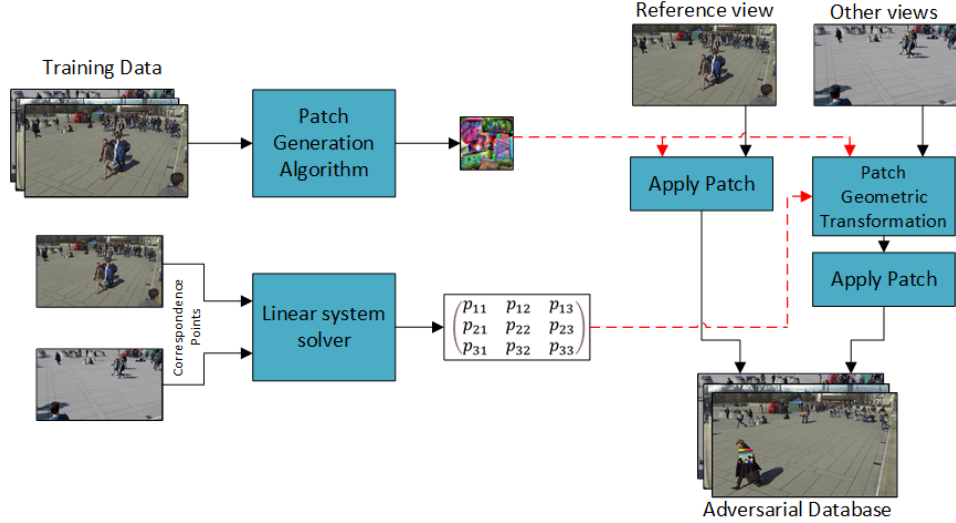 Reference view
Other views
Training Data
Patch
Generation
Algorithm
Apply Patch
Patch
Geometric
Transformation
Apply Patch
Correspondence
Points
Linear system
solver
p11 p12 p13
p21 p22 p23
p31 p32 p33
Adversarial Database